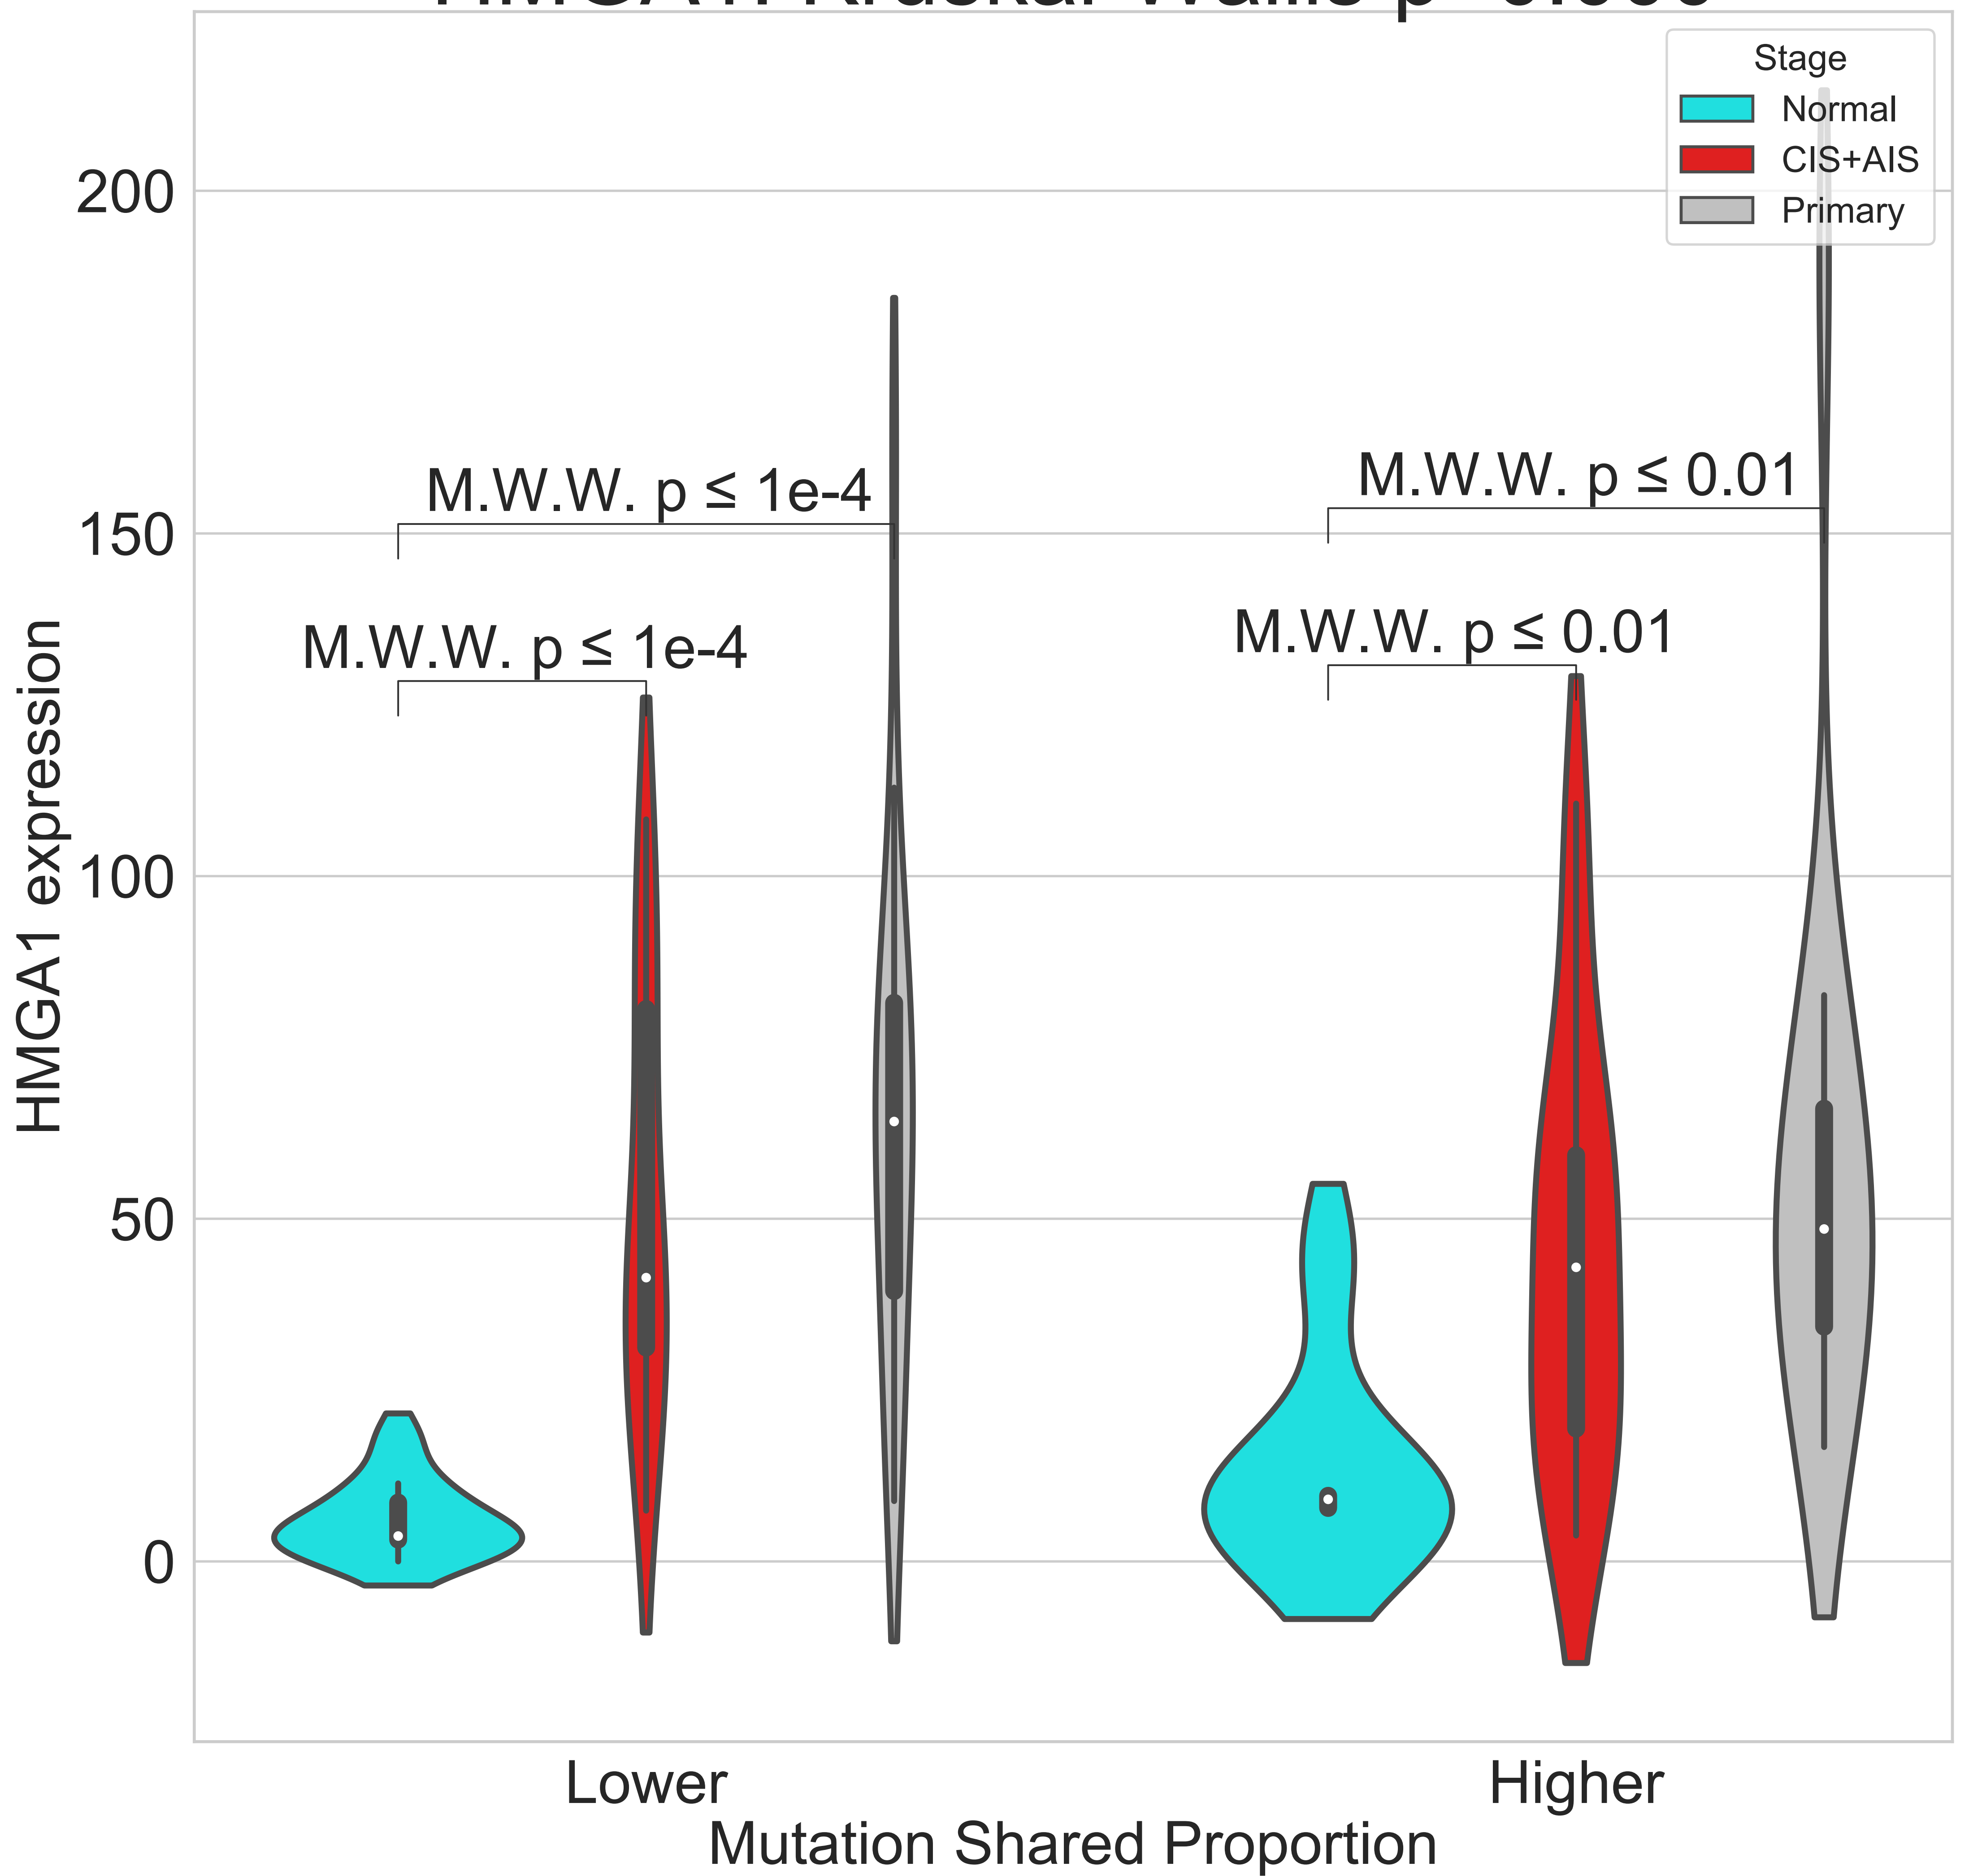 Stage
Normal
CIS+AIS
Primary
200
150
100
50
0
HMGA1 expression
M.W.W. p ≤ 1e-4
M.W.W. p ≤ 0.01
M.W.W. p ≤ 1e-4
M.W.W. p ≤ 0.01
Lower
Higher
Mutation Shared Proportion